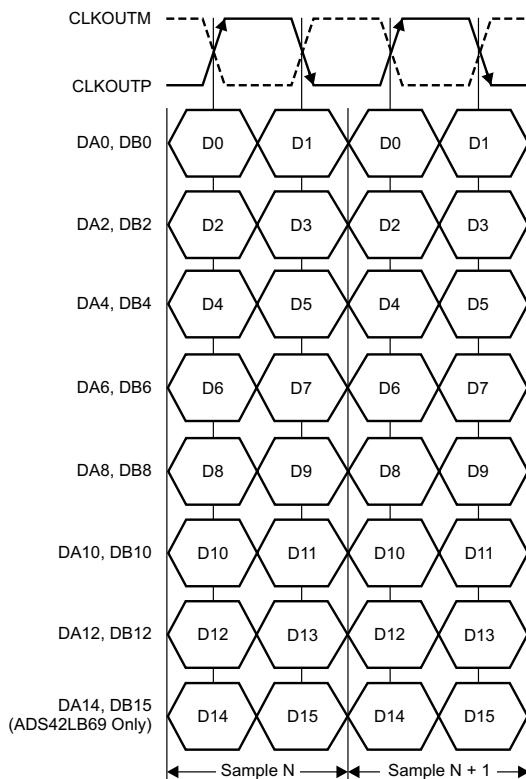 CLKOUTM
CLKOUTP
DA0, DB0 D0 D1 D0 D1
DA2, DB2 D2 D3 D2 D3
DA4, DB4 D4 D5 D4 D5
DA6, DB6 D6 D7 D6 D7
DA8, DB8 D8 D9 D8 D9
DA10, DB10 D10 D11 D10 D11
DA12, DB12 D12 D13 D12 D13
DA14, DB15 D14 D15 D14 D15
(ADS42LB69 Only)
Sample N Sample N + 1